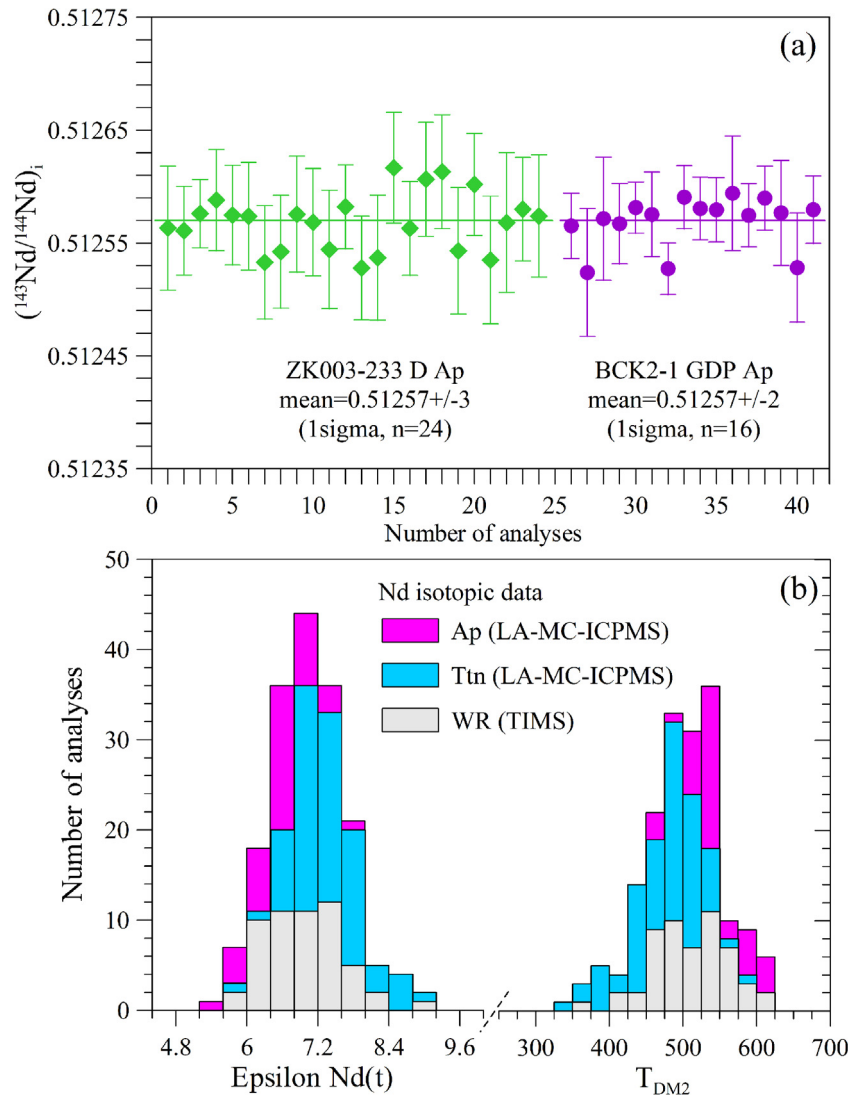 (a)
0.51275
0.51265
0.51255
0.51245
0.51235
(¹⁴³Nd/¹⁴⁴Nd)i
ZK003-233 D Ap
mean=0.51257+/-3
(1sigma, n=24)
BCK2-1 GDP Ap
mean=0.51257+/-2
(1sigma, n=16)
0 5 10 15 20 25 30 35 40
Number of analyses
(b)
50
40
30
20
10
0
Number of analyses
Nd isotopic data
Ap (LA-MC-ICPMS)
Ttn (LA-MC-ICPMS)
WR (TIMS)
4.8 6 7.2 8.4 9.6 300 400 500 600 700
Epsilon Nd(t) TDM2